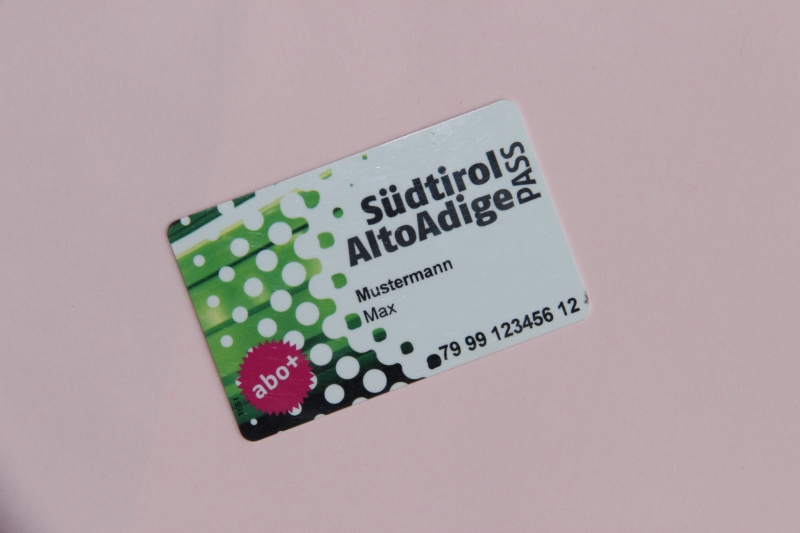 Südtirol
AltoAdige
PASS
Mustermann
Max
79 99 123456 12
abo+